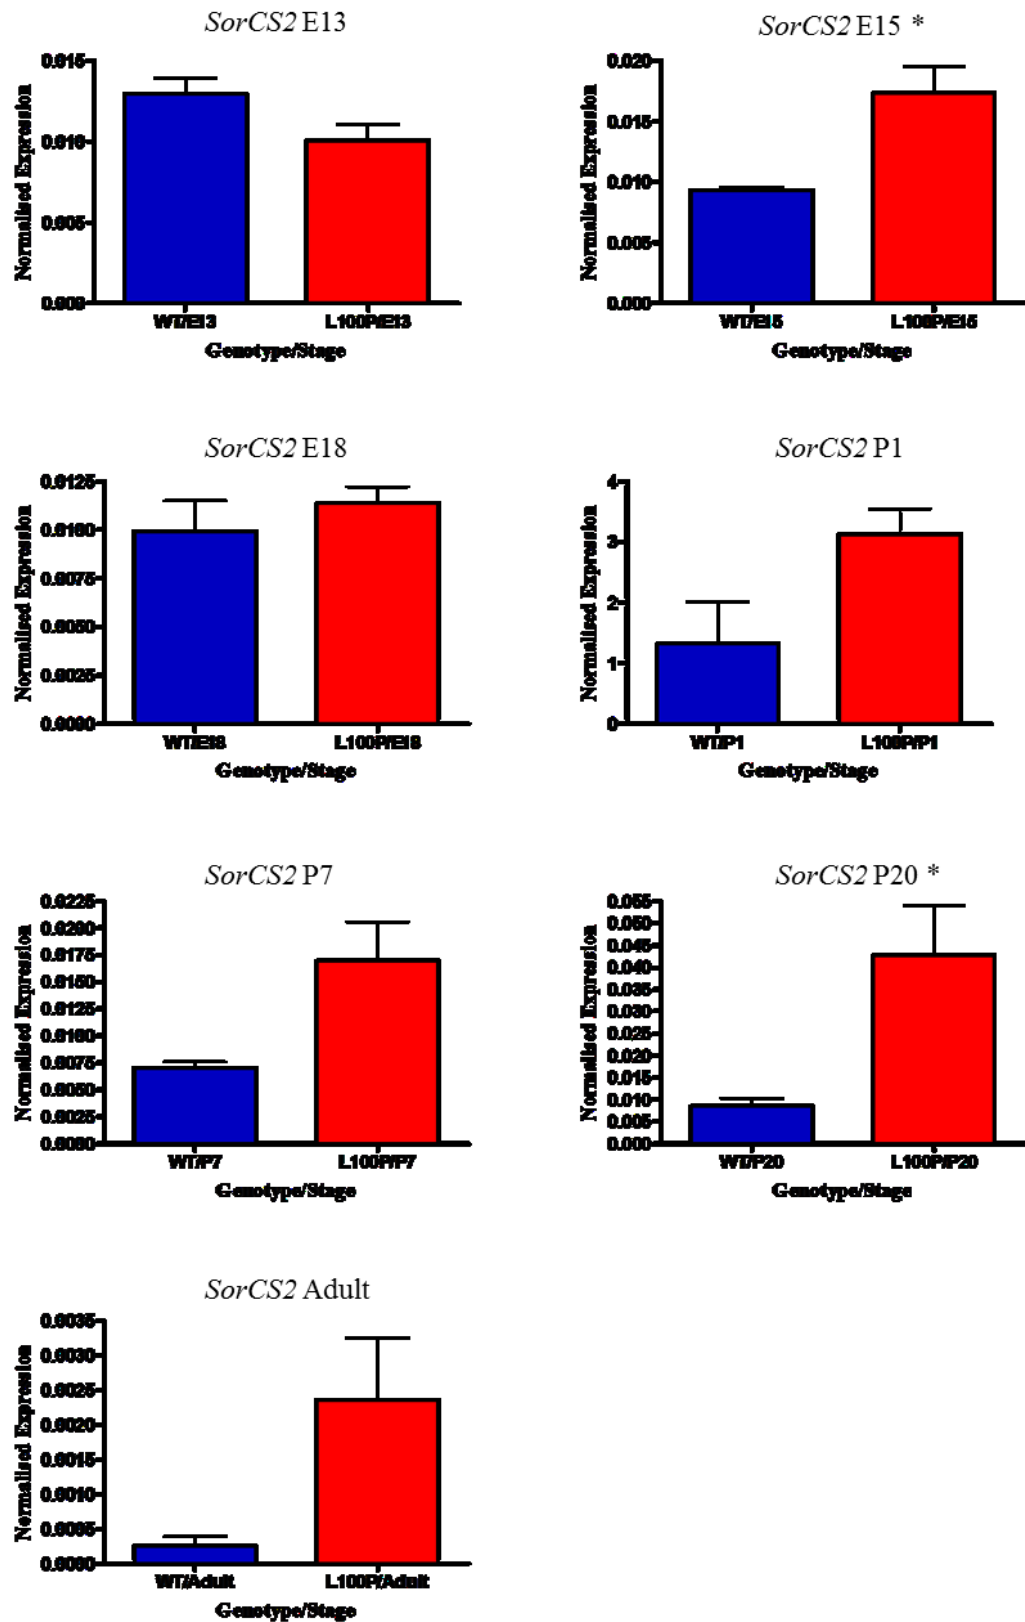 SorCS2 E13
0.015
0.010
0.005
0.000
Normalised Expression
WT/E13 L100P/E13
Genotype/Stage
SorCS2 E15 *
0.020
0.015
0.010
0.005
0.000
Normalised Expression
WT/E15 L100P/E15
Genotype/Stage
SorCS2 E18
0.0125
0.0100
0.0075
0.0050
0.0025
0.0000
Normalised Expression
WT/E18 L100P/E18
Genotype/Stage
SorCS2 P1
4
3
2
1
0
Normalised Expression
WT/P1 L100P/P1
Genotype/Stage
SorCS2 P7
0.0225
0.0200
0.0175
0.0150
0.0125
0.0100
0.0075
0.0050
0.0025
0.0000
Normalised Expression
WT/P7 L100P/P7
Genotype/Stage
SorCS2 P20 *
0.055
0.050
0.045
0.040
0.035
0.030
0.025
0.020
0.015
0.010
0.005
0.000
Normalised Expression
WT/P20 L100P/P20
Genotype/Stage
SorCS2 Adult
0.0035
0.0030
0.0025
0.0020
0.0015
0.0010
0.0005
0.0000
Normalised Expression
WT/Adult L100P/Adult
Genotype/Stage